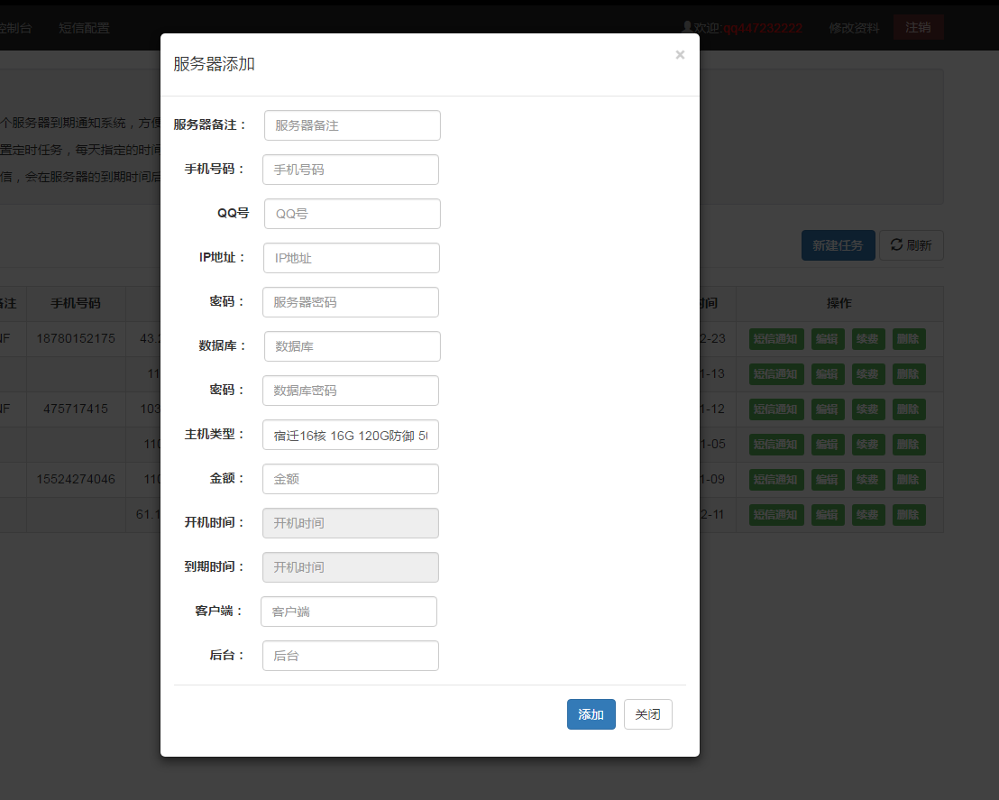 控制台 短信配置 欢迎:qq447232222 修改资料 注销
服务器添加 ×
个服务器到期通知系统，方便
置定时任务，每天指定的时间
信，会在服务器的到期时间后
服务器备注： 服务器备注
手机号码： 手机号码
QQ号 QQ号
IP地址： IP地址
新建任务 刷新
密码： 服务器密码
备注 手机号码 时间 操作
NF 18780152175 43.2 2-23 短信通知 编辑 续费 删除
数据库： 数据库
11 1-13 短信通知 编辑 续费 删除
密码： 数据库密码
NF 475717415 103 1-12 短信通知 编辑 续费 删除
主机类型： 宿迁16核 16G 120G防御 50
110 1-05 短信通知 编辑 续费 删除
金额： 金额
15524274046 110 1-09 短信通知 编辑 续费 删除
开机时间： 开机时间
61.1 2-11 短信通知 编辑 续费 删除
到期时间： 开机时间
客户端： 客户端
后台： 后台
添加 关闭